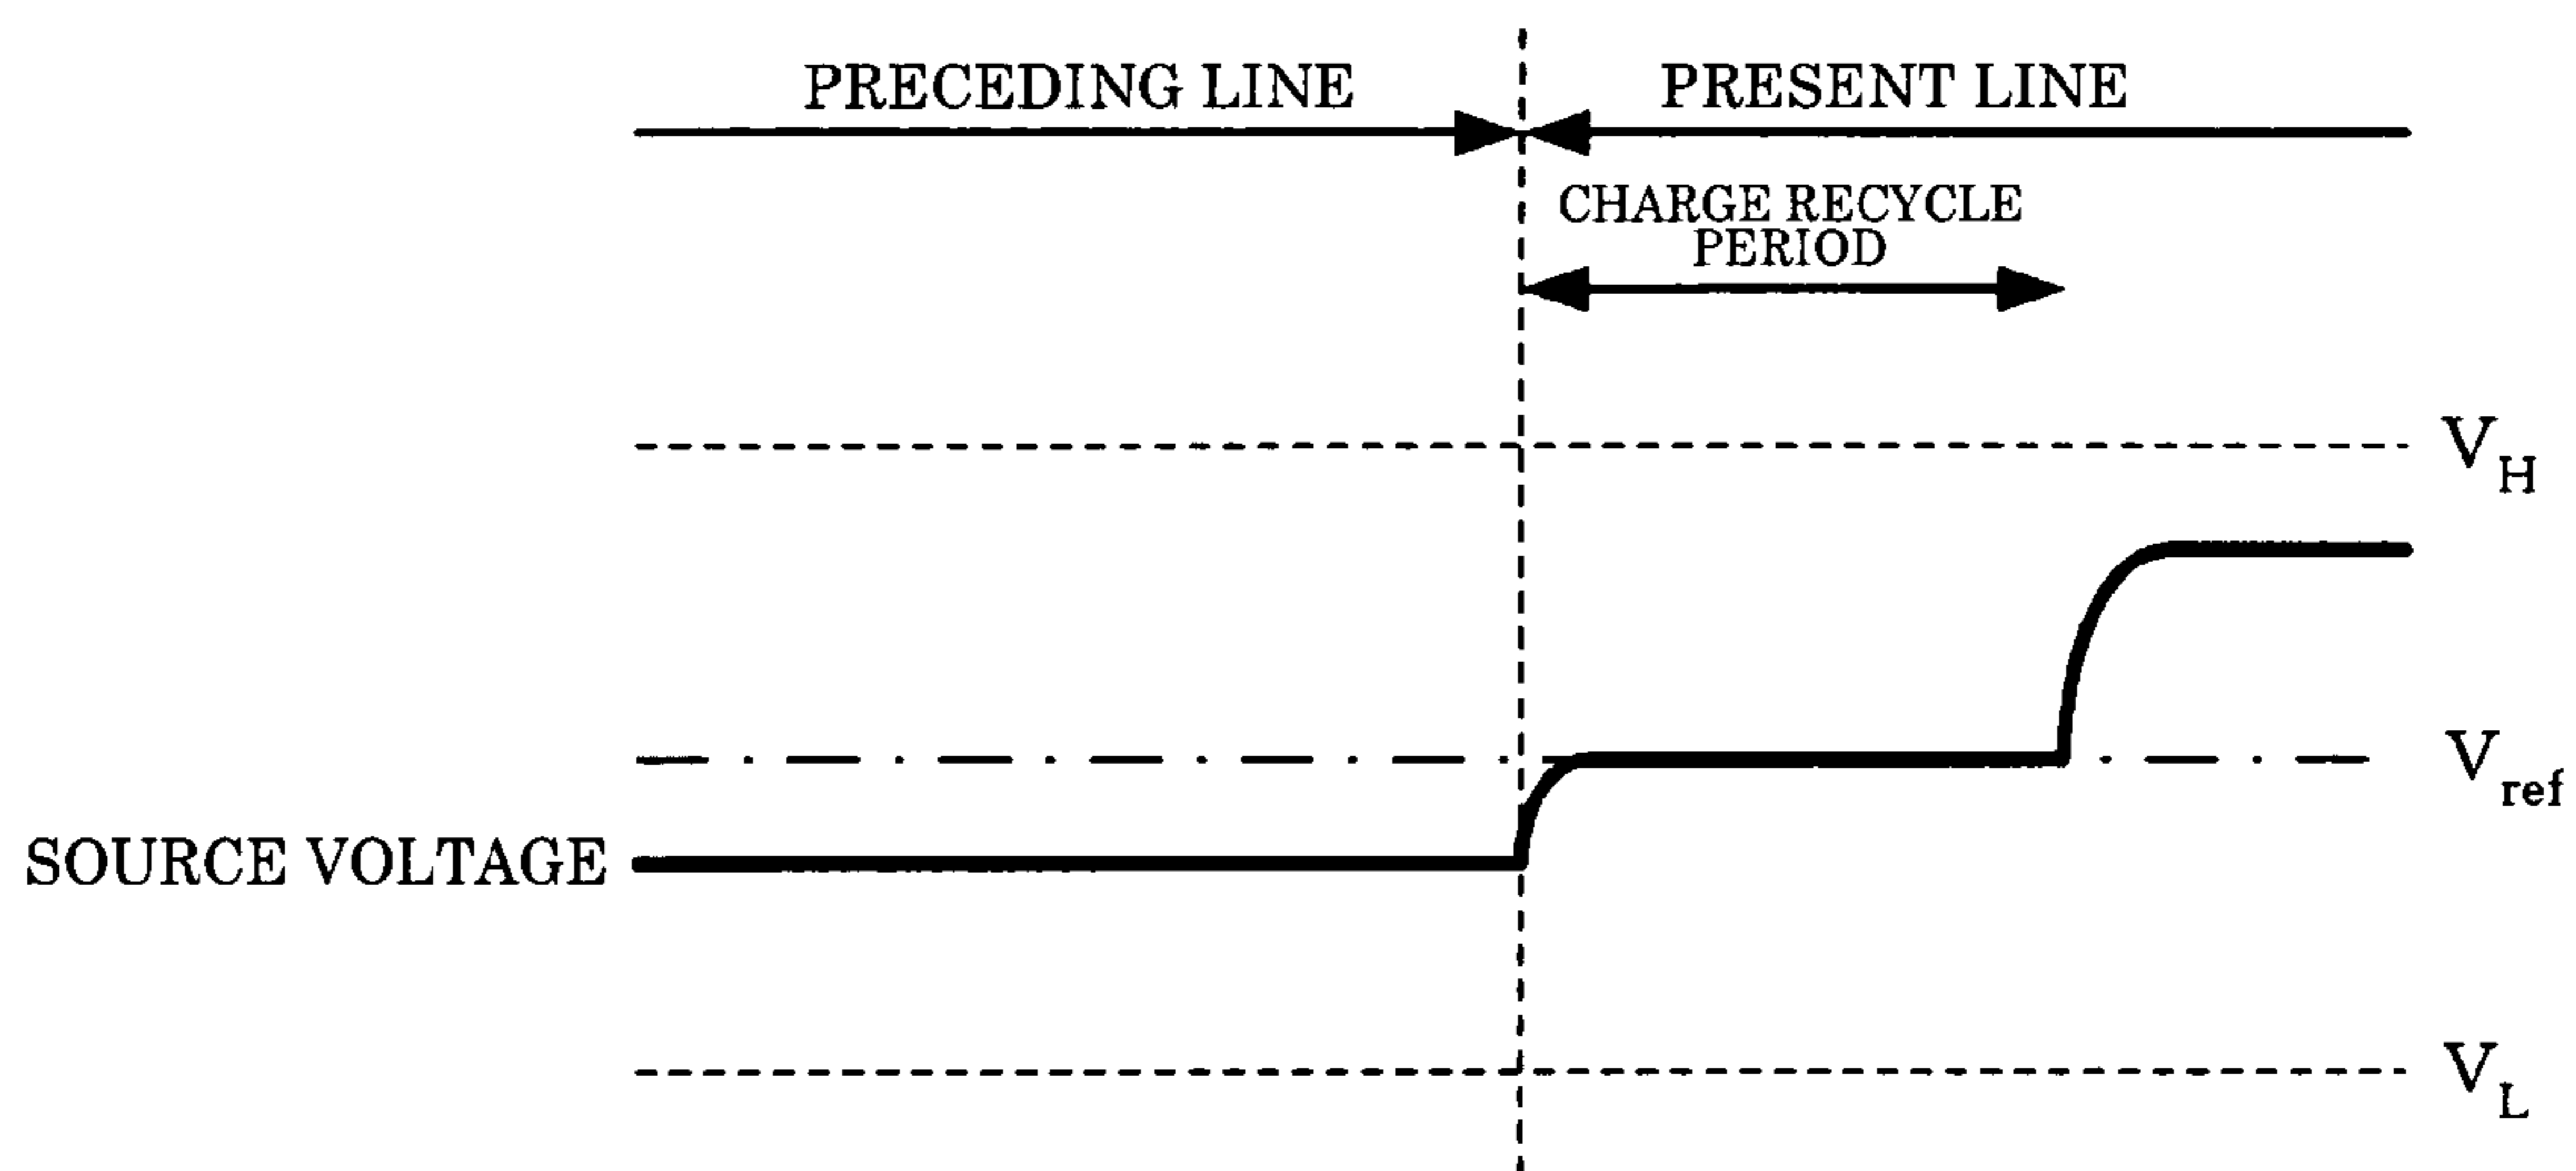 PRECEDING LINE
PRESENT LINE
CHARGE RECYCLE
PERIOD
V_H
V_ref
SOURCE VOLTAGE
V_L